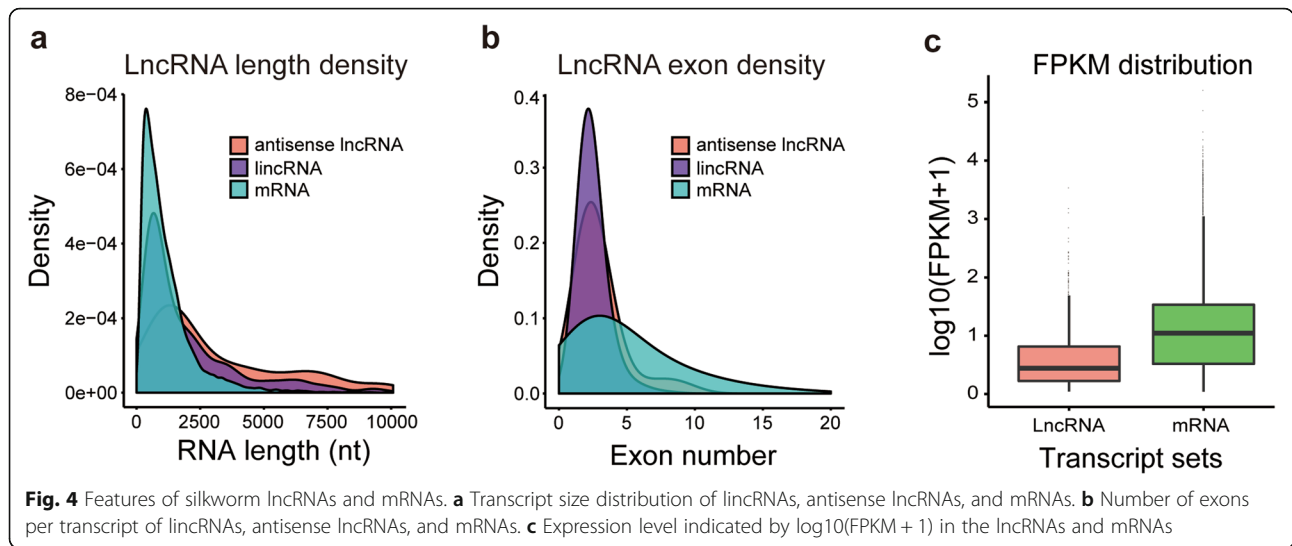 a
LncRNA length density
8e−04
6e−04
4e−04
2e−04
0e+00
Density
antisense lncRNA
lincRNA
mRNA
0 2500 5000 7500 10000
RNA length (nt)
b
LncRNA exon density
0.4
0.3
0.2
0.1
0.0
Density
antisense lncRNA
lincRNA
mRNA
0 5 10 15 20
Exon number
c
FPKM distribution
5
4
3
2
1
0
log10(FPKM+1)
LncRNA mRNA
Transcript sets
Fig. 4 Features of silkworm lncRNAs and mRNAs. a Transcript size distribution of lincRNAs, antisense lncRNAs, and mRNAs. b Number of exons
per transcript of lincRNAs, antisense lncRNAs, and mRNAs. c Expression level indicated by log10(FPKM + 1) in the lncRNAs and mRNAs